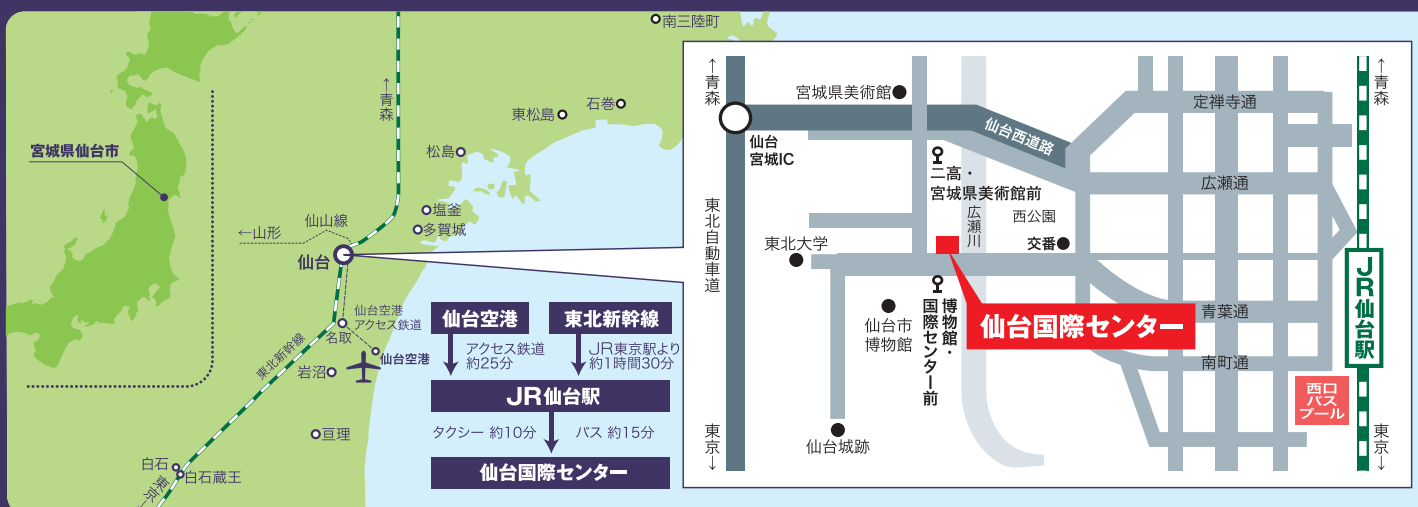 南三陸町
←青森
石巻
東松島
松島
宮城県仙台市
塩釜
多賀城
仙山線
←山形
仙台
仙台空港
アクセス鉄道
名取
仙台空港
東北新幹線
岩沼
亘理
白石
白石蔵王
東京→
仙台空港
東北新幹線
アクセス鉄道
約25分
JR東京駅より
約1時間30分
JR仙台駅
タクシー 約10分
バス 約15分
仙台国際センター
←青森
宮城県美術館
仙台
宮城IC
仙台西道路
定禅寺通
←青森
二高・
宮城県美術館前
広瀬通
東北自動車道
広瀬川
西公園
交番
東北大学
JR仙台駅
博物館・
国際センター前
仙台国際センター
青葉通
仙台市
博物館
南町通
西口
バス
プール
仙台城跡
東京→
東京→